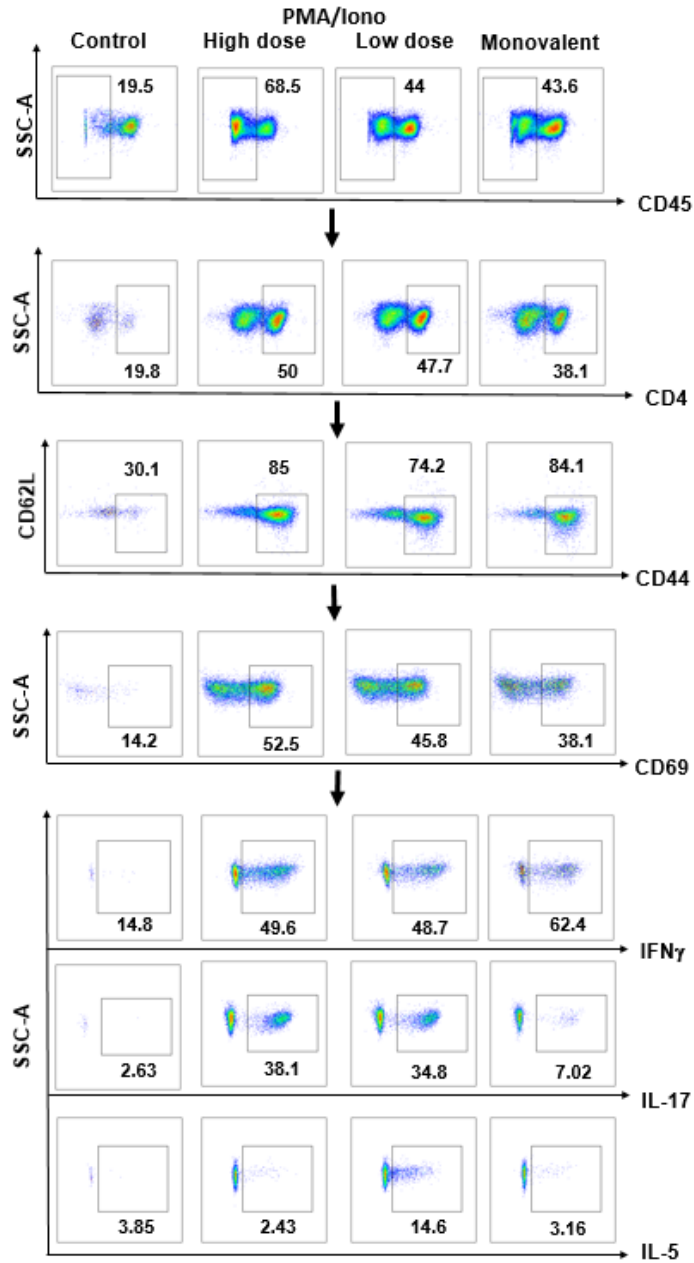 PMA/Iono
Control High dose Low dose Monovalent
19.5 68.5 44 43.6
SSC-A
CD45
SSC-A
19.8 50 47.7 38.1
CD4
30.1 85 74.2 84.1
CD62L
CD44
SSC-A
14.2 52.5 45.8 38.1
CD69
14.8 49.6 48.7 62.4
IFNγ
SSC-A
2.63 38.1 34.8 7.02
IL-17
3.85 2.43 14.6 3.16
IL-5